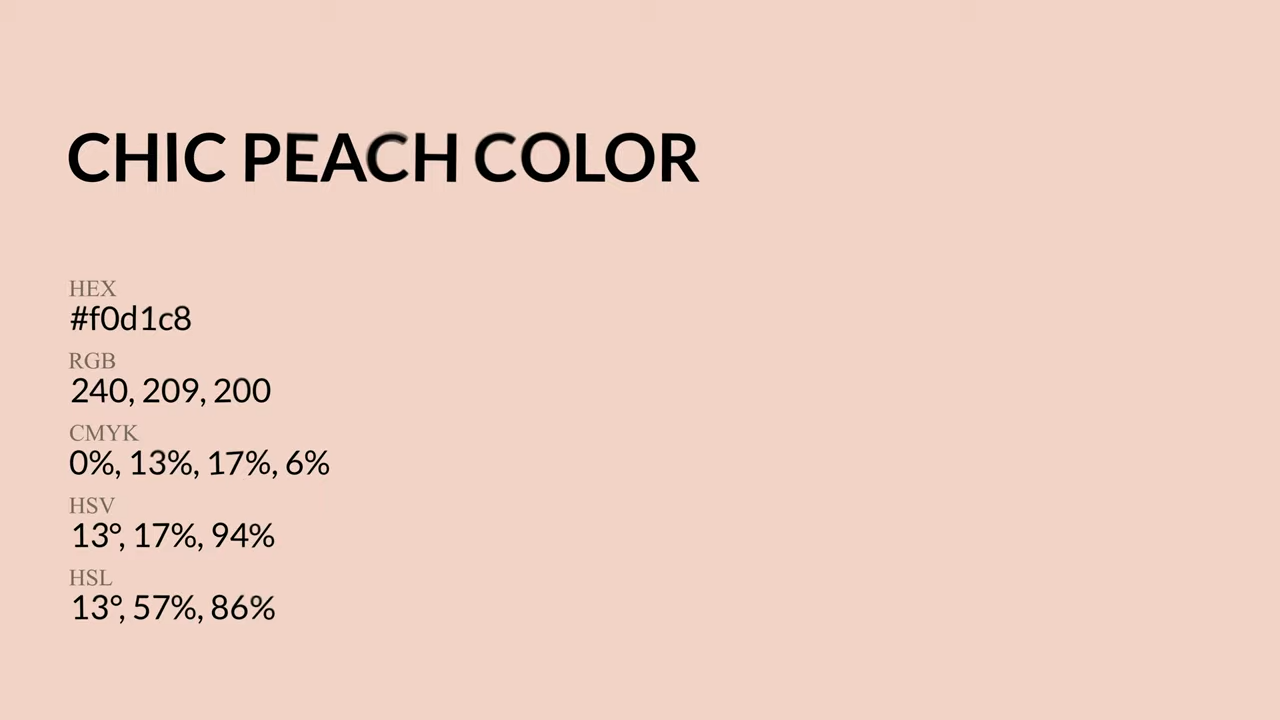 CHIC PEACH COLOR
HEX
#f0d1c8
RGB
240, 209, 200
CMYK
0%, 13%, 17%, 6%
HSV
13°, 17%, 94%
HSL
13°, 57%, 86%